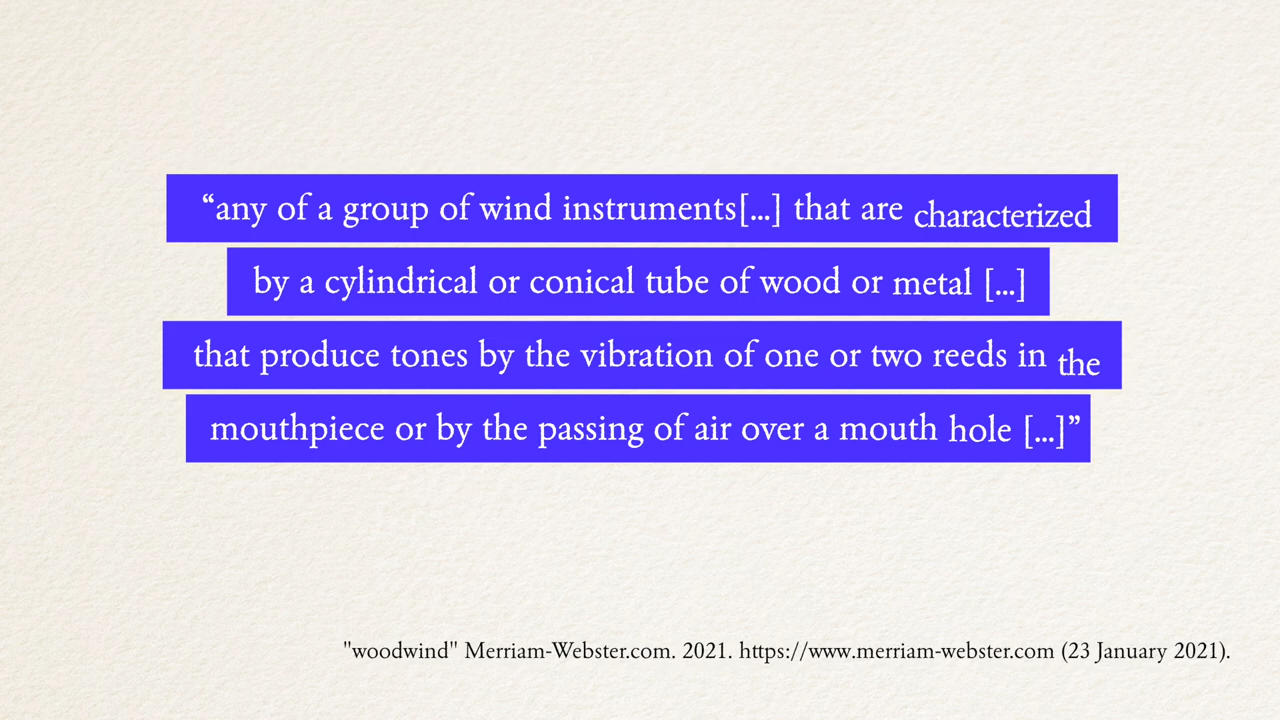 “any of a group of wind instruments[...] that are characterized
by a cylindrical or conical tube of wood or metal [...]
that produce tones by the vibration of one or two reeds in the
mouthpiece or by the passing of air over a mouth hole [...]”
"woodwind" Merriam-Webster.com. 2021. https://www.merriam-webster.com (23 January 2021).